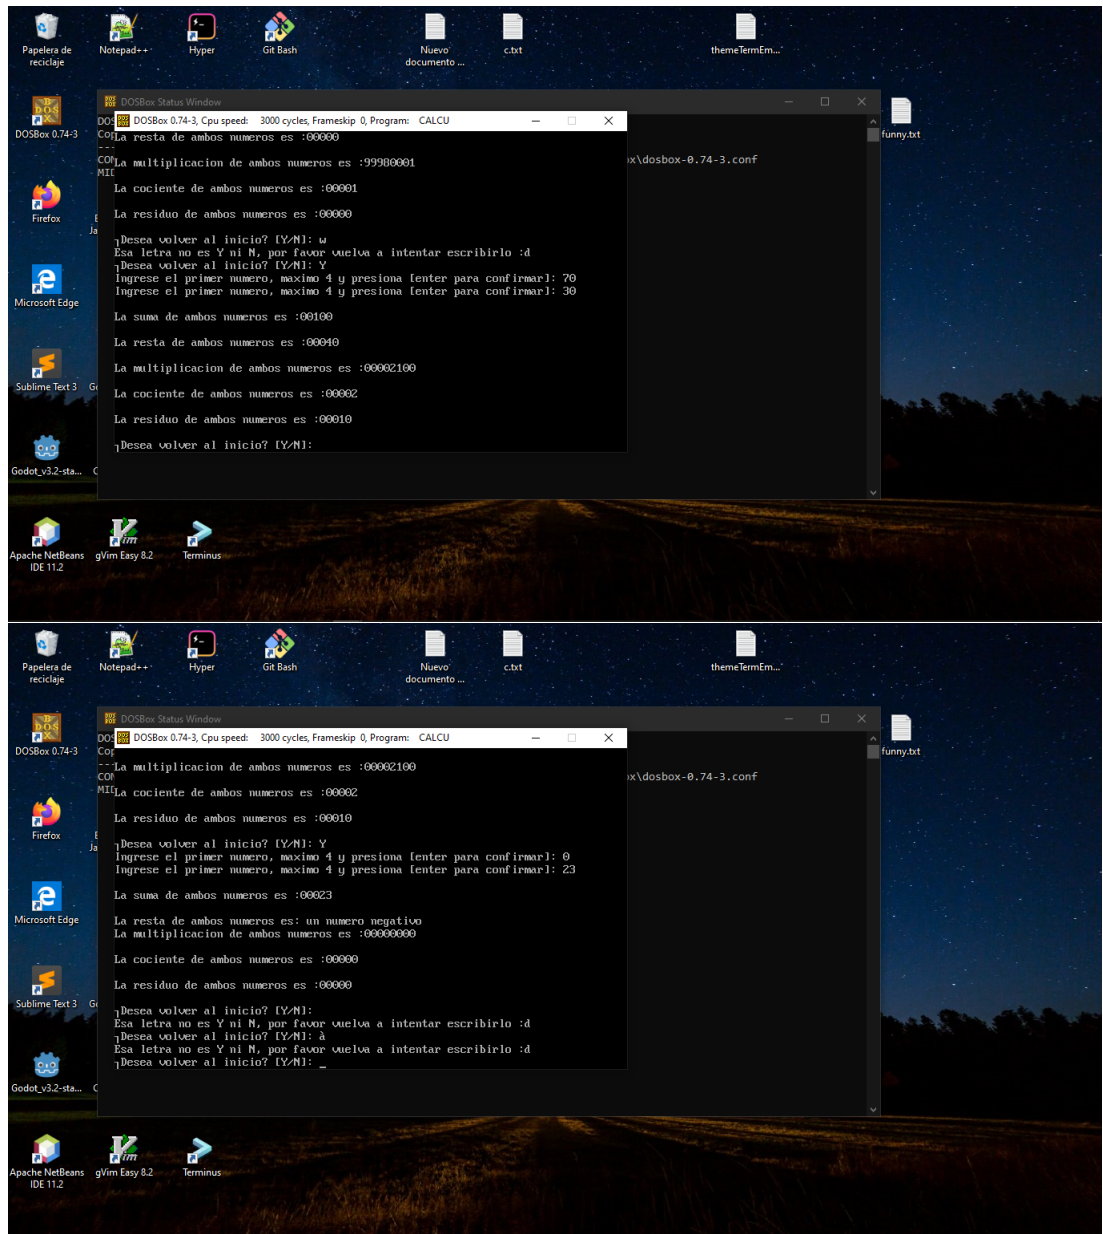 Papelera de
reciclaje
Notepad++
Hyper
Git Bash
Nuevo
documento ...
c.txt
themeTermEm...
DOSBox 0.74-3
Firefox
Microsoft Edge
Sublime Text 3
Godot_v3.2-sta...
Apache NetBeans
IDE 11.2
gVim Easy 8.2
Terminus
funny.txt
DOSBox Status Window
DOSBox 0.74-3, Cpu speed: 3000 cycles, Frameskip 0, Program: CALCU
x\dosbox-0.74-3.conf
La resta de ambos numeros es :00000
La multiplicacion de ambos numeros es :99980001
La cociente de ambos numeros es :00001
La residuo de ambos numeros es :00000
┐Desea volver al inicio? [Y/N]: w
Esa letra no es Y ni N, por favor vuelva a intentar escribirlo :d
┐Desea volver al inicio? [Y/N]: Y
Ingrese el primer numero, maximo 4 y presiona [enter para confirmar]: 70
Ingrese el primer numero, maximo 4 y presiona [enter para confirmar]: 30
La suma de ambos numeros es :00100
La resta de ambos numeros es :00040
La multiplicacion de ambos numeros es :00002100
La cociente de ambos numeros es :00002
La residuo de ambos numeros es :00010
┐Desea volver al inicio? [Y/N]:
Papelera de
reciclaje
Notepad++
Hyper
Git Bash
Nuevo
documento ...
c.txt
themeTermEm...
DOSBox 0.74-3
Firefox
Microsoft Edge
Sublime Text 3
Godot_v3.2-sta...
Apache NetBeans
IDE 11.2
gVim Easy 8.2
Terminus
funny.txt
DOSBox Status Window
DOSBox 0.74-3, Cpu speed: 3000 cycles, Frameskip 0, Program: CALCU
x\dosbox-0.74-3.conf
La multiplicacion de ambos numeros es :00002100
La cociente de ambos numeros es :00002
La residuo de ambos numeros es :00010
┐Desea volver al inicio? [Y/N]: Y
Ingrese el primer numero, maximo 4 y presiona [enter para confirmar]: 0
Ingrese el primer numero, maximo 4 y presiona [enter para confirmar]: 23
La suma de ambos numeros es :00023
La resta de ambos numeros es: un numero negativo
La multiplicacion de ambos numeros es :00000000
La cociente de ambos numeros es :00000
La residuo de ambos numeros es :00000
┐Desea volver al inicio? [Y/N]:
Esa letra no es Y ni N, por favor vuelva a intentar escribirlo :d
┐Desea volver al inicio? [Y/N]: à
Esa letra no es Y ni N, por favor vuelva a intentar escribirlo :d
┐Desea volver al inicio? [Y/N]: _